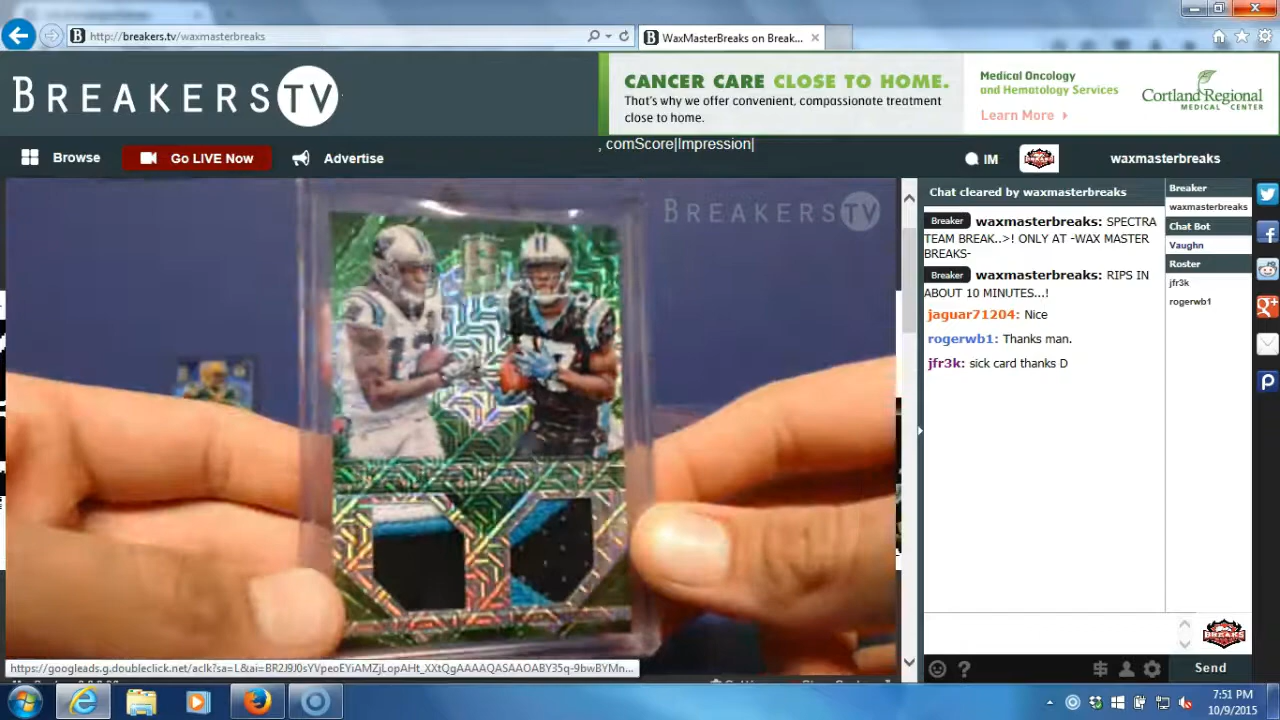 http://breakers.tv/waxmasterbreaks
WaxMasterBreaks on Break...
BREAKERSTV
CANCER CARE CLOSE TO HOME.
That's why we offer convenient, compassionate treatment
close to home.
Medical Oncology
and Hematology Services
Learn More
Cortland Regional
MEDICAL CENTER
, comScore|Impression|
Browse
Go LIVE Now
Advertise
IM
waxmasterbreaks
BREAKERSTV
Chat cleared by waxmasterbreaks
Breaker waxmasterbreaks: SPECTRA
TEAM BREAK..>! ONLY AT -WAX MASTER
BREAKS-
Breaker waxmasterbreaks: RIPS IN
ABOUT 10 MINUTES...!
jaguar71204: Nice
rogerwb1: Thanks man.
jfr3k: sick card thanks D
Breaker
waxmasterbreaks
Chat Bot
Vaughn
Roster
jfr3k
rogerwb1
BREAKS
Send
7:51 PM
10/9/2015